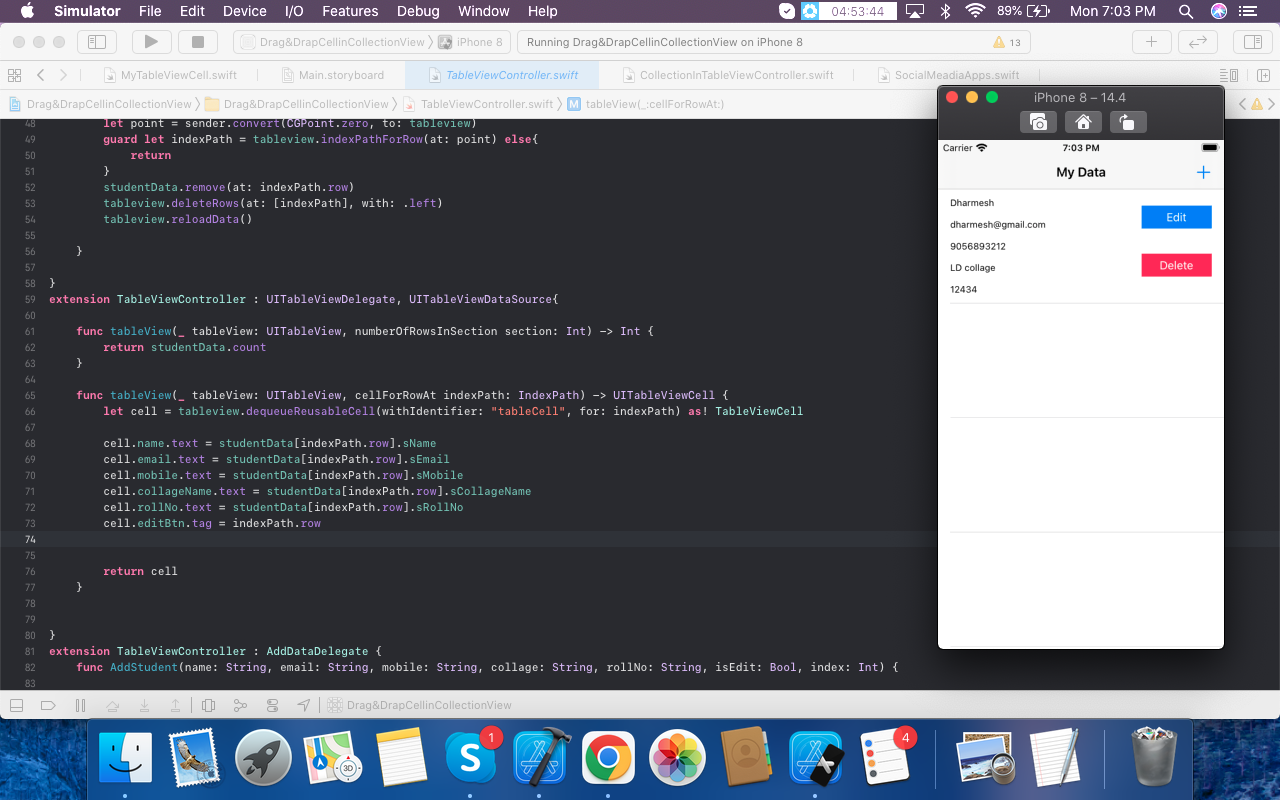 Simulator File Edit Device I/O Features Debug Window Help 04:53:44 89% Mon 7:03 PM
Drag&DrapCellinCollectionView iPhone 8 Running Drag&DrapCellinCollectionView on iPhone 8 13
MyTableViewCell.swift Main.storyboard TableViewController.swift CollectionInTableViewController.swift SocialMeadiaApps.swift
Drag&DrapCellinCollectionView Drag&DrapCellinCollectionView TableViewController.swift M tableView(_:cellForRowAt:)
48 let point = sender.convert(CGPoint.zero, to: tableview)
49 guard let indexPath = tableview.indexPathForRow(at: point) else{
50 return
51 }
52 studentData.remove(at: indexPath.row)
53 tableview.deleteRows(at: [indexPath], with: .left)
54 tableview.reloadData()
55
56 }
57
58 }
59 extension TableViewController : UITableViewDelegate, UITableViewDataSource{
60
61 func tableView(_ tableView: UITableView, numberOfRowsInSection section: Int) -> Int {
62 return studentData.count
63 }
64
65 func tableView(_ tableView: UITableView, cellForRowAt indexPath: IndexPath) -> UITableViewCell {
66 let cell = tableview.dequeueReusableCell(withIdentifier: "tableCell", for: indexPath) as! TableViewCell
67
68 cell.name.text = studentData[indexPath.row].sName
69 cell.email.text = studentData[indexPath.row].sEmail
70 cell.mobile.text = studentData[indexPath.row].sMobile
71 cell.collageName.text = studentData[indexPath.row].sCollageName
72 cell.rollNo.text = studentData[indexPath.row].sRollNo
73 cell.editBtn.tag = indexPath.row
74
75
76 return cell
77 }
78
79
80 }
81 extension TableViewController : AddDataDelegate {
82 func AddStudent(name: String, email: String, mobile: String, collage: String, rollNo: String, isEdit: Bool, index: Int) {
83
iPhone 8 – 14.4
Carrier 7:03 PM
My Data +
Dharmesh
dharmesh@gmail.com
Edit
9056893212
LD collage
Delete
12434
Drag&DrapCellinCollectionView
1
4
3D